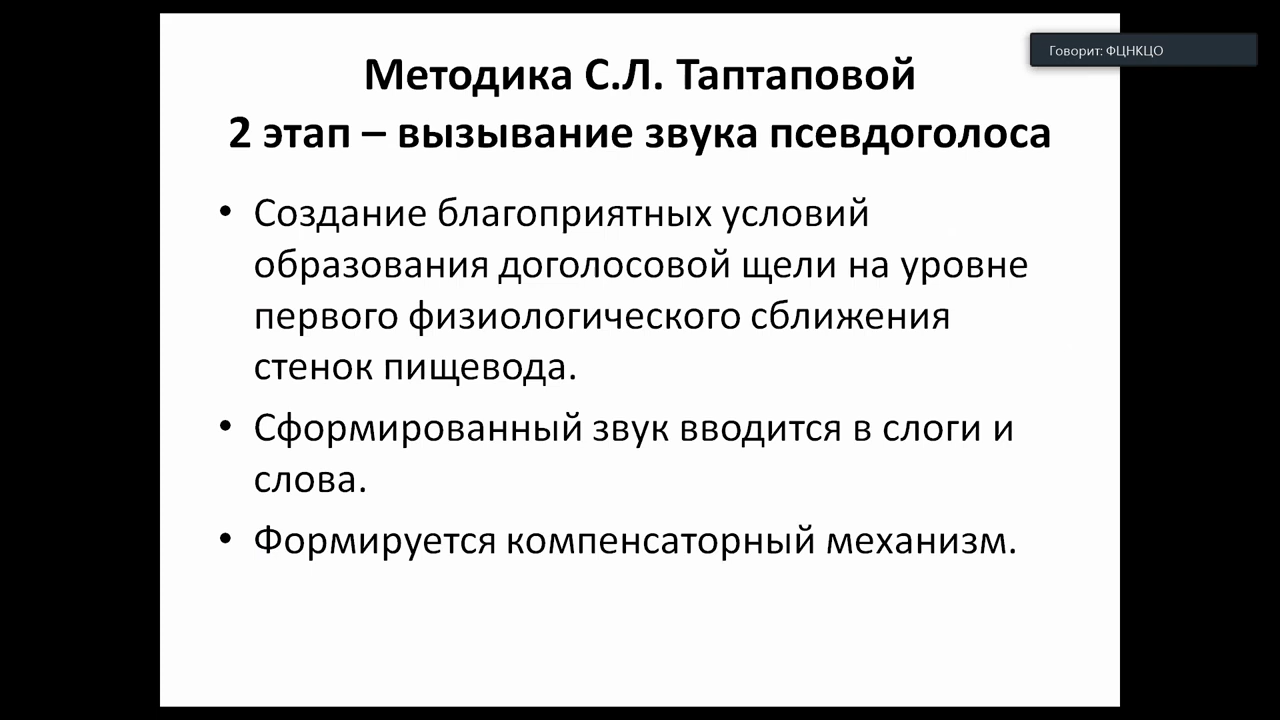 Говорит: ФЦНКЦО
Методика С.Л. Таптаповой
2 этап – вызывание звука псевдоголоса
• Создание благоприятных условий
образования доголосовой щели на уровне
первого физиологического сближения
стенок пищевода.
• Сформированный звук вводится в слоги и
слова.
• Формируется компенсаторный механизм.